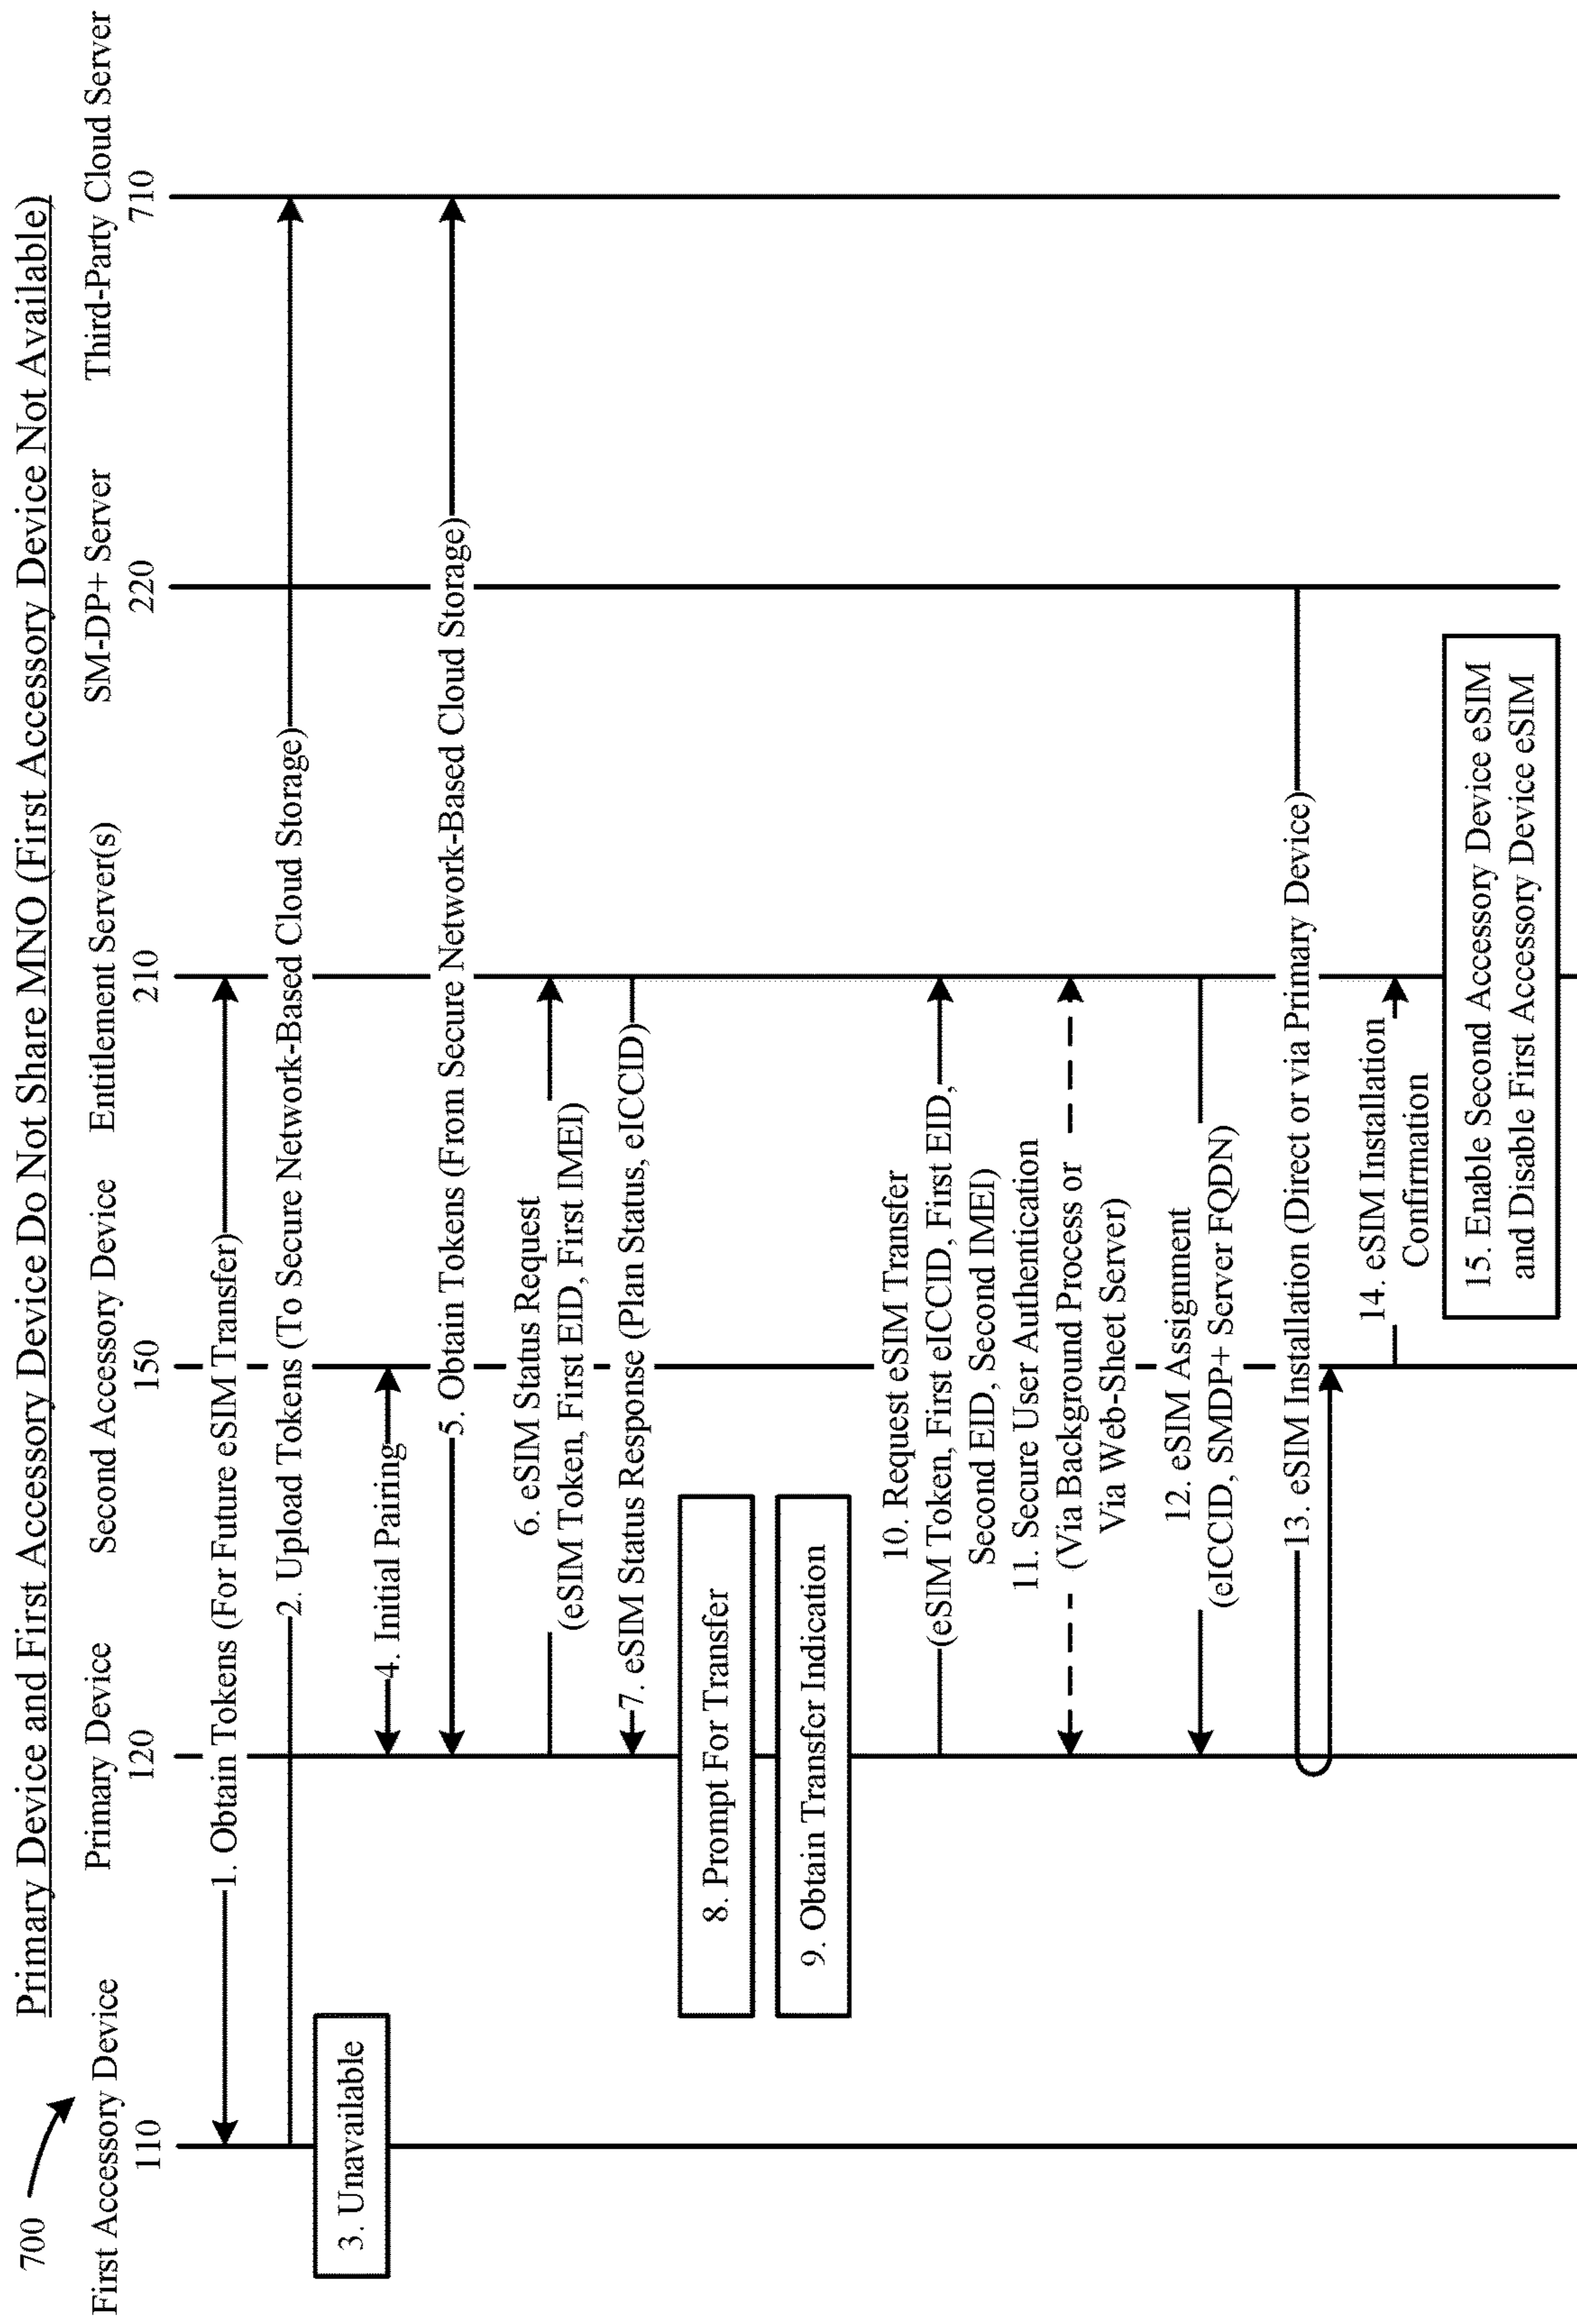 700
Primary Device and First Accessory Device Do Not Share MNO (First Accessory Device Not Available)
First Accessory Device
110
Primary Device
120
Second Accessory Device
150
Entitlement Server(s)
210
SM-DP+ Server
220
Third-Party Cloud Server
710
1. Obtain Tokens (For Future eSIM Transfer)
2. Upload Tokens (To Secure Network-Based Cloud Storage)
3. Unavailable
4. Initial Pairing
5. Obtain Tokens (From Secure Network-Based Cloud Storage)
6. eSIM Status Request
(eSIM Token, First EID, First IMEI)
7. eSIM Status Response (Plan Status, eICCID)
8. Prompt For Transfer
9. Obtain Transfer Indication
10. Request eSIM Transfer
(eSIM Token, First eICCID, First EID,
Second EID, Second IMEI)
11. Secure User Authentication
(Via Background Process or
Via Web-Sheet Server)
12. eSIM Assignment
(eICCID, SMDP+ Server FQDN)
13. eSIM Installation (Direct or via Primary Device)
14. eSIM Installation
Confirmation
15. Enable Second Accessory Device eSIM
and Disable First Accessory Device eSIM